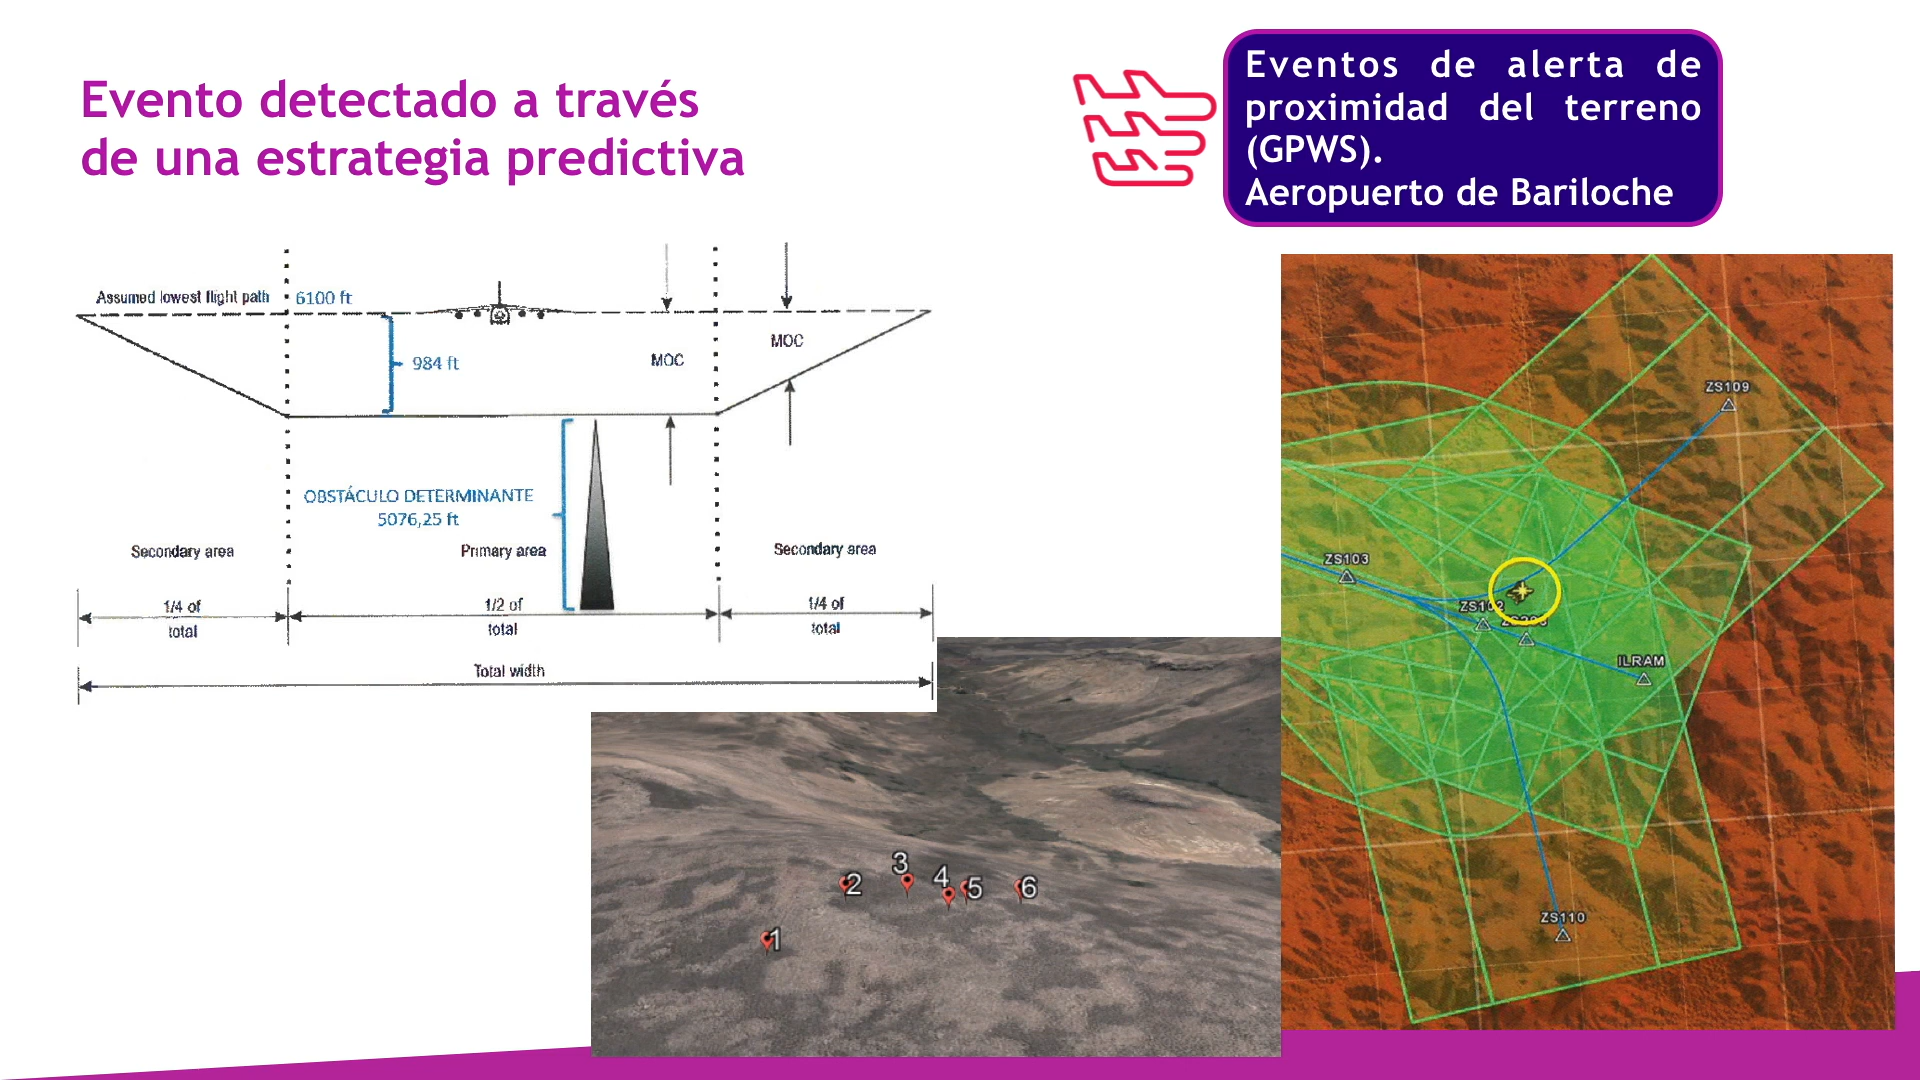 Evento detectado a través
de una estrategia predictiva
Eventos de alerta de
proximidad del terreno
(GPWS).
Aeropuerto de Bariloche
Assumed lowest flight path
6100 ft
984 ft
MOC
MOC
OBSTÁCULO DETERMINANTE
5076,25 ft
Secondary area
Primary area
Secondary area
1/4 of
total
1/2 of
total
1/4 of
total
Total width
1
2
3
4
5
6
ZS109
ZS103
ZS102
ILRAM
ZS110